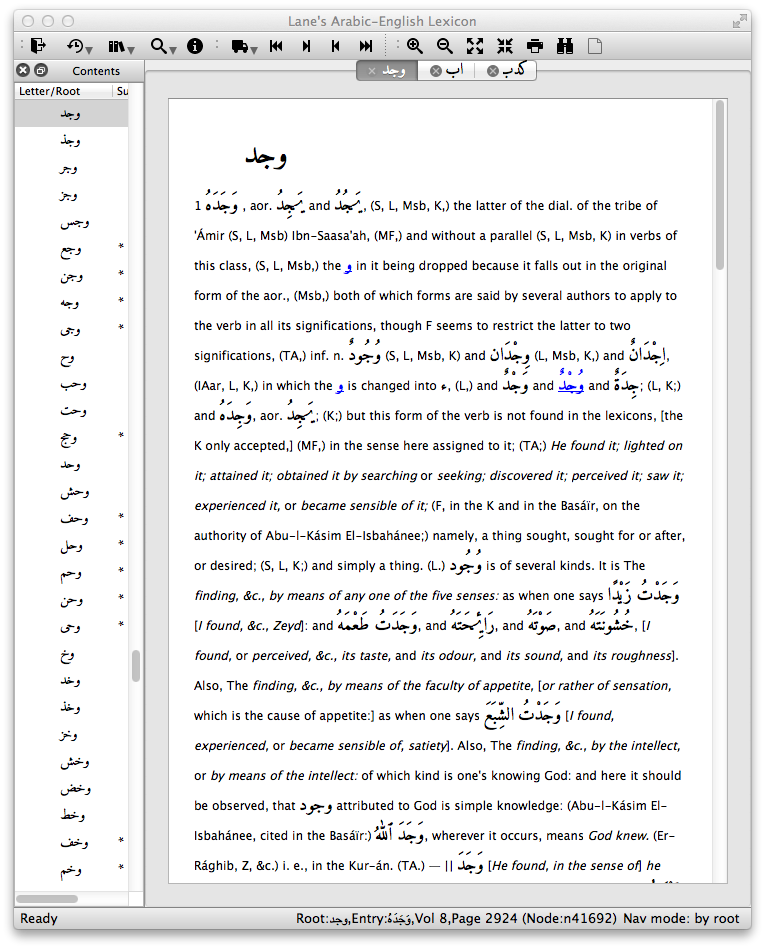 Lane's Arabic-English Lexicon
Contents
Letter/Root Su
وجد
وجذ
وجر
وجز
وجس
وجع *
وجن *
وجه *
وجى *
وح
وحب
وحت
وحج *
وحد
وحش
وحف *
وحل *
وحم *
وحن *
وحى *
وخ
وخد
وخذ
وخز
وخش
وخض
وخط
وخف *
وخم *
وجد
اب
كدب
وجد
1 وَجَدَهُ , aor. يَجِدُ and يَجُدُ, (S, L, Msb, K,) the latter of the dial. of the tribe of
'Ámir (S, L, Msb) Ibn-Saasa'ah, (MF,) and without a parallel (S, L, Msb, K) in verbs of
this class, (S, L, Msb,) the و in it being dropped because it falls out in the original
form of the aor., (Msb,) both of which forms are said by several authors to apply to
the verb in all its significations, though F seems to restrict the latter to two
significations, (TA,) inf. n. وُجُودٌ (S, L, Msb, K) and وِجْدَان (L, Msb, K,) and اِجْدَانٌ,
(IAar, L, K,) in which the و is changed into ء, (L,) and وَجْدٌ and وُجْدٌ and جِدَةٌ; (L, K;)
and وَجِدَهُ, aor. يَجِدُ; (K;) but this form of the verb is not found in the lexicons, [the
K only accepted,] (MF,) in the sense here assigned to it; (TA;) He found it; lighted on
it; attained it; obtained it by searching or seeking; discovered it; perceived it; saw it;
experienced it, or became sensible of it; (F, in the K and in the Basáïr, on the
authority of Abu-l-Kásim El-Isbahánee;) namely, a thing sought, sought for or after,
or desired; (S, L, K;) and simply a thing. (L.) وُجُود is of several kinds. It is The
finding, &c., by means of any one of the five senses: as when one says وَجَدْتُ زَيْدًا
[I found, &c., Zeyd]: and وَجَدَتُ طَعْمَهُ, and رَايِحَتَهُ, and صَوْتَهُ, and خُشُونَتَهُ, [I
found, or perceived, &c., its taste, and its odour, and its sound, and its roughness].
Also, The finding, &c., by means of the faculty of appetite, [or rather of sensation,
which is the cause of appetite:] as when one says وَجَدْتُ الشِّبَعَ [I found,
experienced, or became sensible of, satiety]. Also, The finding, &c., by the intellect,
or by means of the intellect: of which kind is one's knowing God: and here it should
be observed, that وجود attributed to God is simple knowledge: (Abu-l-Kásim El-
Isbahánee, cited in the Basáïr:) وَجَدَ ٱللّٰهُ, wherever it occurs, means God knew. (Er-
Rághib, Z, &c.) i. e., in the Kur-án. (TA.) — || وَجَدَ [He found, in the sense of] he
Ready
Root:وجد,Entry:وَجَدَهُ,Vol 8,Page 2924 (Node:n41692) Nav mode: by root